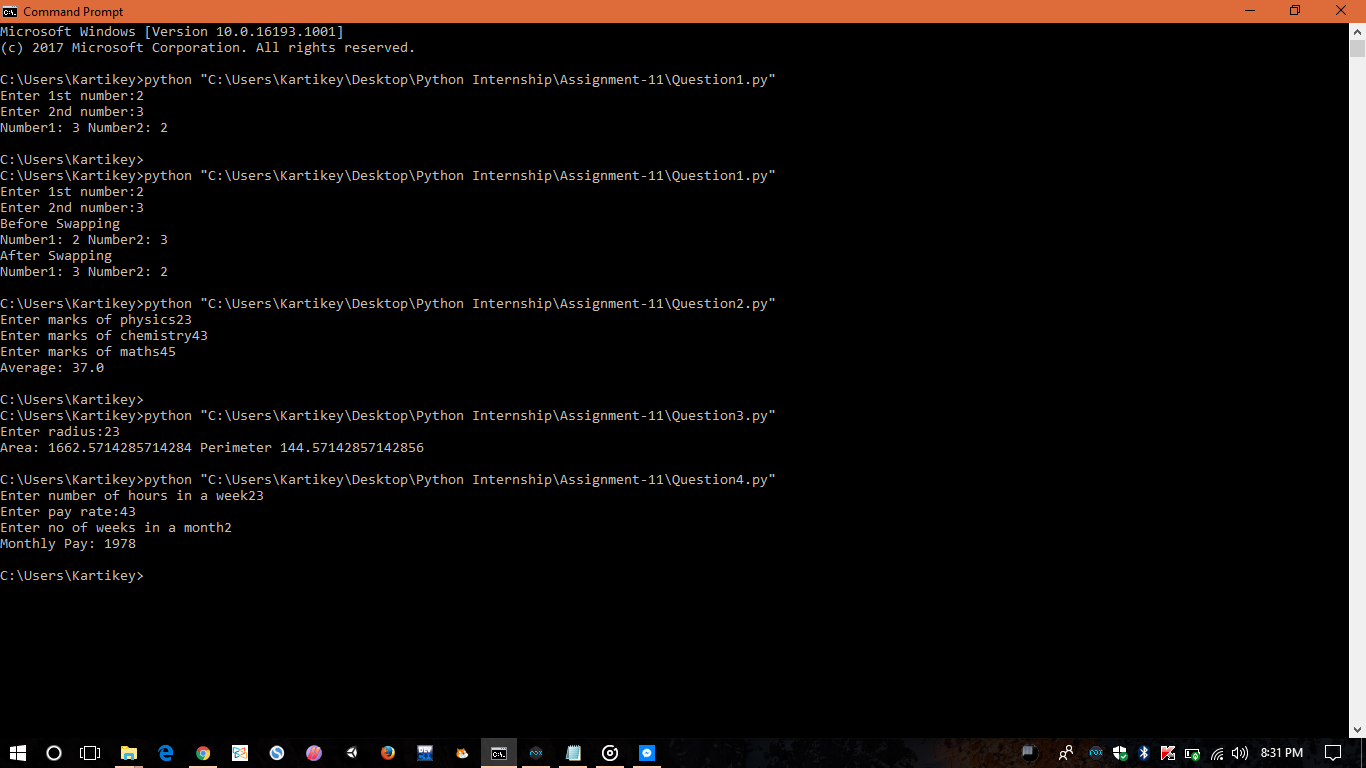 Command Prompt
Microsoft Windows [Version 10.0.16193.1001]
(c) 2017 Microsoft Corporation. All rights reserved.
C:\Users\Kartikey>python "C:\Users\Kartikey\Desktop\Python Internship\Assignment-11\Question1.py"
Enter 1st number:2
Enter 2nd number:3
Number1: 3 Number2: 2
C:\Users\Kartikey>
C:\Users\Kartikey>python "C:\Users\Kartikey\Desktop\Python Internship\Assignment-11\Question1.py"
Enter 1st number:2
Enter 2nd number:3
Before Swapping
Number1: 2 Number2: 3
After Swapping
Number1: 3 Number2: 2
C:\Users\Kartikey>python "C:\Users\Kartikey\Desktop\Python Internship\Assignment-11\Question2.py"
Enter marks of physics23
Enter marks of chemistry43
Enter marks of maths45
Average: 37.0
C:\Users\Kartikey>
C:\Users\Kartikey>python "C:\Users\Kartikey\Desktop\Python Internship\Assignment-11\Question3.py"
Enter radius:23
Area: 1662.5714285714284 Perimeter 144.57142857142856
C:\Users\Kartikey>python "C:\Users\Kartikey\Desktop\Python Internship\Assignment-11\Question4.py"
Enter number of hours in a week23
Enter pay rate:43
Enter no of weeks in a month2
Monthly Pay: 1978
C:\Users\Kartikey>
8:31 PM